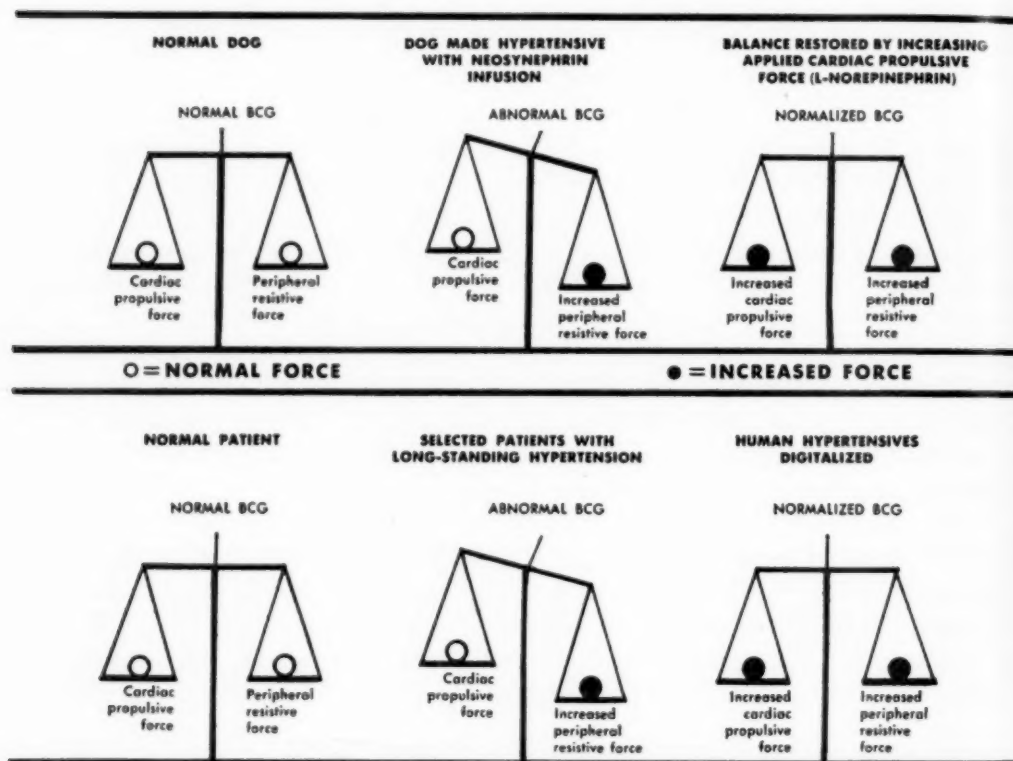 NORMAL DOG
NORMAL BCG
Cardiac
propulsive
force
Peripheral
resistive
force
DOG MADE HYPERTENSIVE
WITH NEOSYNEPHRIN
INFUSION
ABNORMAL BCG
Cardiac
propulsive
force
Increased
peripheral
resistive force
BALANCE RESTORED BY INCREASING
APPLIED CARDIAC PROPULSIVE
FORCE (L-NOREPINEPHRIN)
NORMALIZED BCG
Increased
cardiac
propulsive
force
Increased
peripheral
resistive
force
O = NORMAL FORCE
● = INCREASED FORCE
NORMAL PATIENT
NORMAL BCG
Cardiac
propulsive
force
Peripheral
resistive
force
SELECTED PATIENTS WITH
LONG-STANDING HYPERTENSION
ABNORMAL BCG
Cardiac
propulsive
force
Increased
peripheral
resistive force
HUMAN HYPERTENSIVES
DIGITALIZED
NORMALIZED BCG
Increased
cardiac
propulsive
force
Increased
peripheral
resistive
force